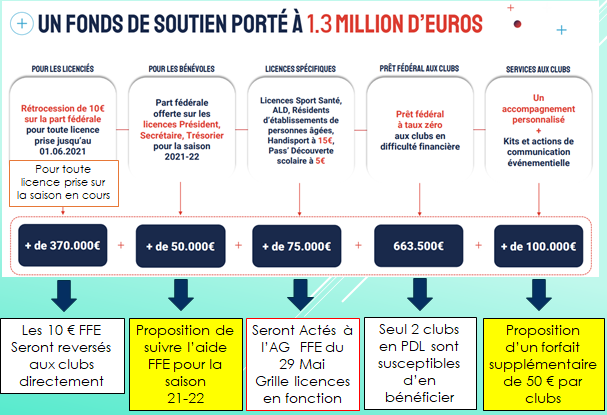 UN FONDS DE SOUTIEN PORTÉ À 1.3 MILLION D'EUROS
POUR LES LICENCIÉS
Rétrocession de 10€
sur la part fédérale
pour toute licence
prise jusqu'au
01.06.2021
Pour toute
licence prise sur
la saison en cours
POUR LES BÉNÉVOLES
Part fédérale
offerte sur les
licences Président,
Secrétaire, Trésorier
pour la saison
2021-22
LICENCES SPÉCIFIQUES
Licences Sport Santé,
ALD, Résidents
d'établissements de
personnes âgées,
Handisport à 15€,
Pass' Découverte
scolaire à 5€
PRÊT FÉDÉRAL AUX CLUBS
Prêt fédéral
à taux zéro
aux clubs en
difficulté financière
SERVICES AUX CLUBS
Un
accompagnement
personnalisé
+
Kits et actions de
communication
événementielle
+ de 370.000€ + + de 50.000€ + + de 75.000€ + 663.500€ + + de 100.000€
Les 10 € FFE
Seront reversés
aux clubs
directement
Proposition de
suivre l'aide
FFE pour la
saison
21-22
Seront Actés à
l'AG FFE du
29 Mai
Grille licences
en fonction
Seul 2 clubs
en PDL sont
susceptibles
d'en
bénéficier
Proposition
d'un forfait
supplémentaire
de 50 € par
clubs